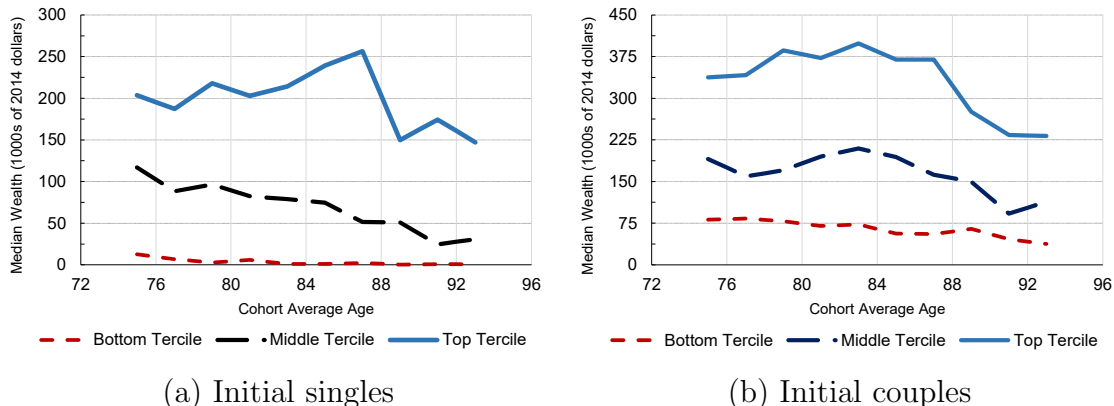 Median Wealth (1000s of 2014 dollars)
300
250
200
150
100
50
0
72 76 80 84 88 92 96
Cohort Average Age
Bottom Tercile Middle Tercile Top Tercile
(a) Initial singles
Median Wealth (1000s of 2014 dollars)
450
375
300
225
150
75
0
72 76 80 84 88 92 96
Cohort Average Age
Bottom Tercile Middle Tercile Top Tercile
(b) Initial couples